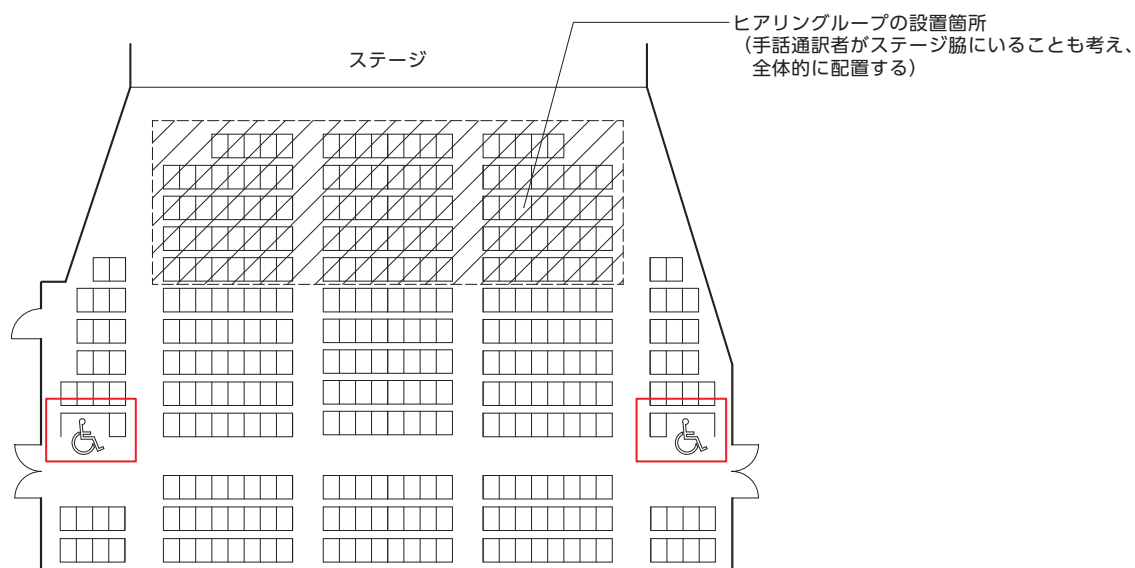 ヒアリングループの設置箇所
（手話通訳者がステージ脇にいることも考え、
全体的に配置する）
ステージ